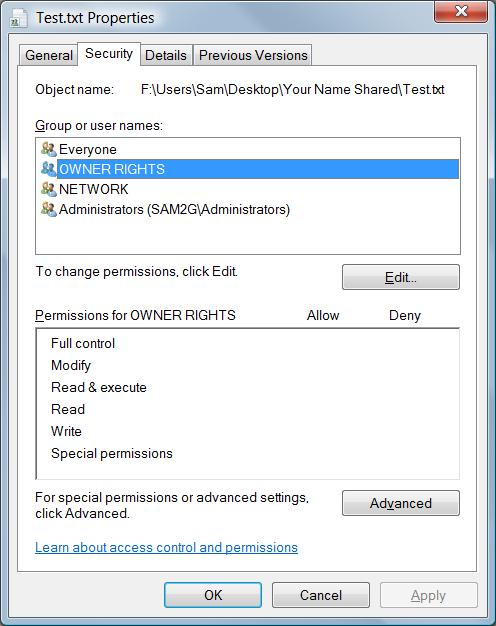 Test.txt Properties
General Security Details Previous Versions
Object name: F:\Users\Sam\Desktop\Your Name Shared\Test.txt
Group or user names:
Everyone
OWNER RIGHTS
NETWORK
Administrators (SAM2G\Administrators)
To change permissions, click Edit.
Edit...
Permissions for OWNER RIGHTS Allow Deny
Full control
Modify
Read & execute
Read
Write
Special permissions
For special permissions or advanced settings,
click Advanced.
Advanced
Learn about access control and permissions
OK Cancel Apply